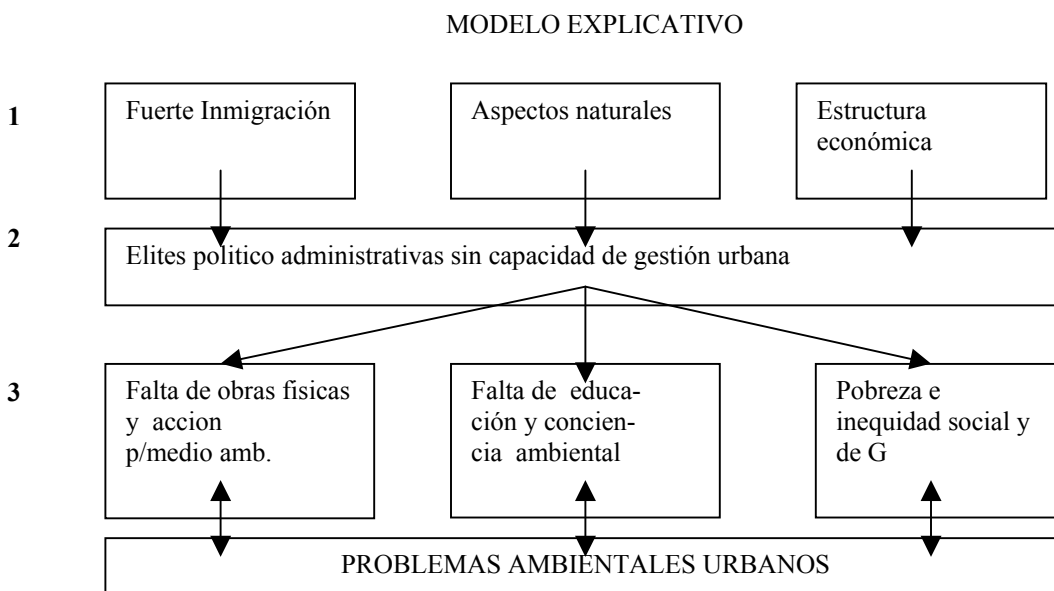 MODELO EXPLICATIVO
1
Fuerte Inmigración
Aspectos naturales
Estructura
económica
2
Elites politico administrativas sin capacidad de gestión urbana
3
Falta de obras fisicas
y accion
p/medio amb.
Falta de educa-
ción y concien-
cia ambiental
Pobreza e
inequidad social y
de G
PROBLEMAS AMBIENTALES URBANOS